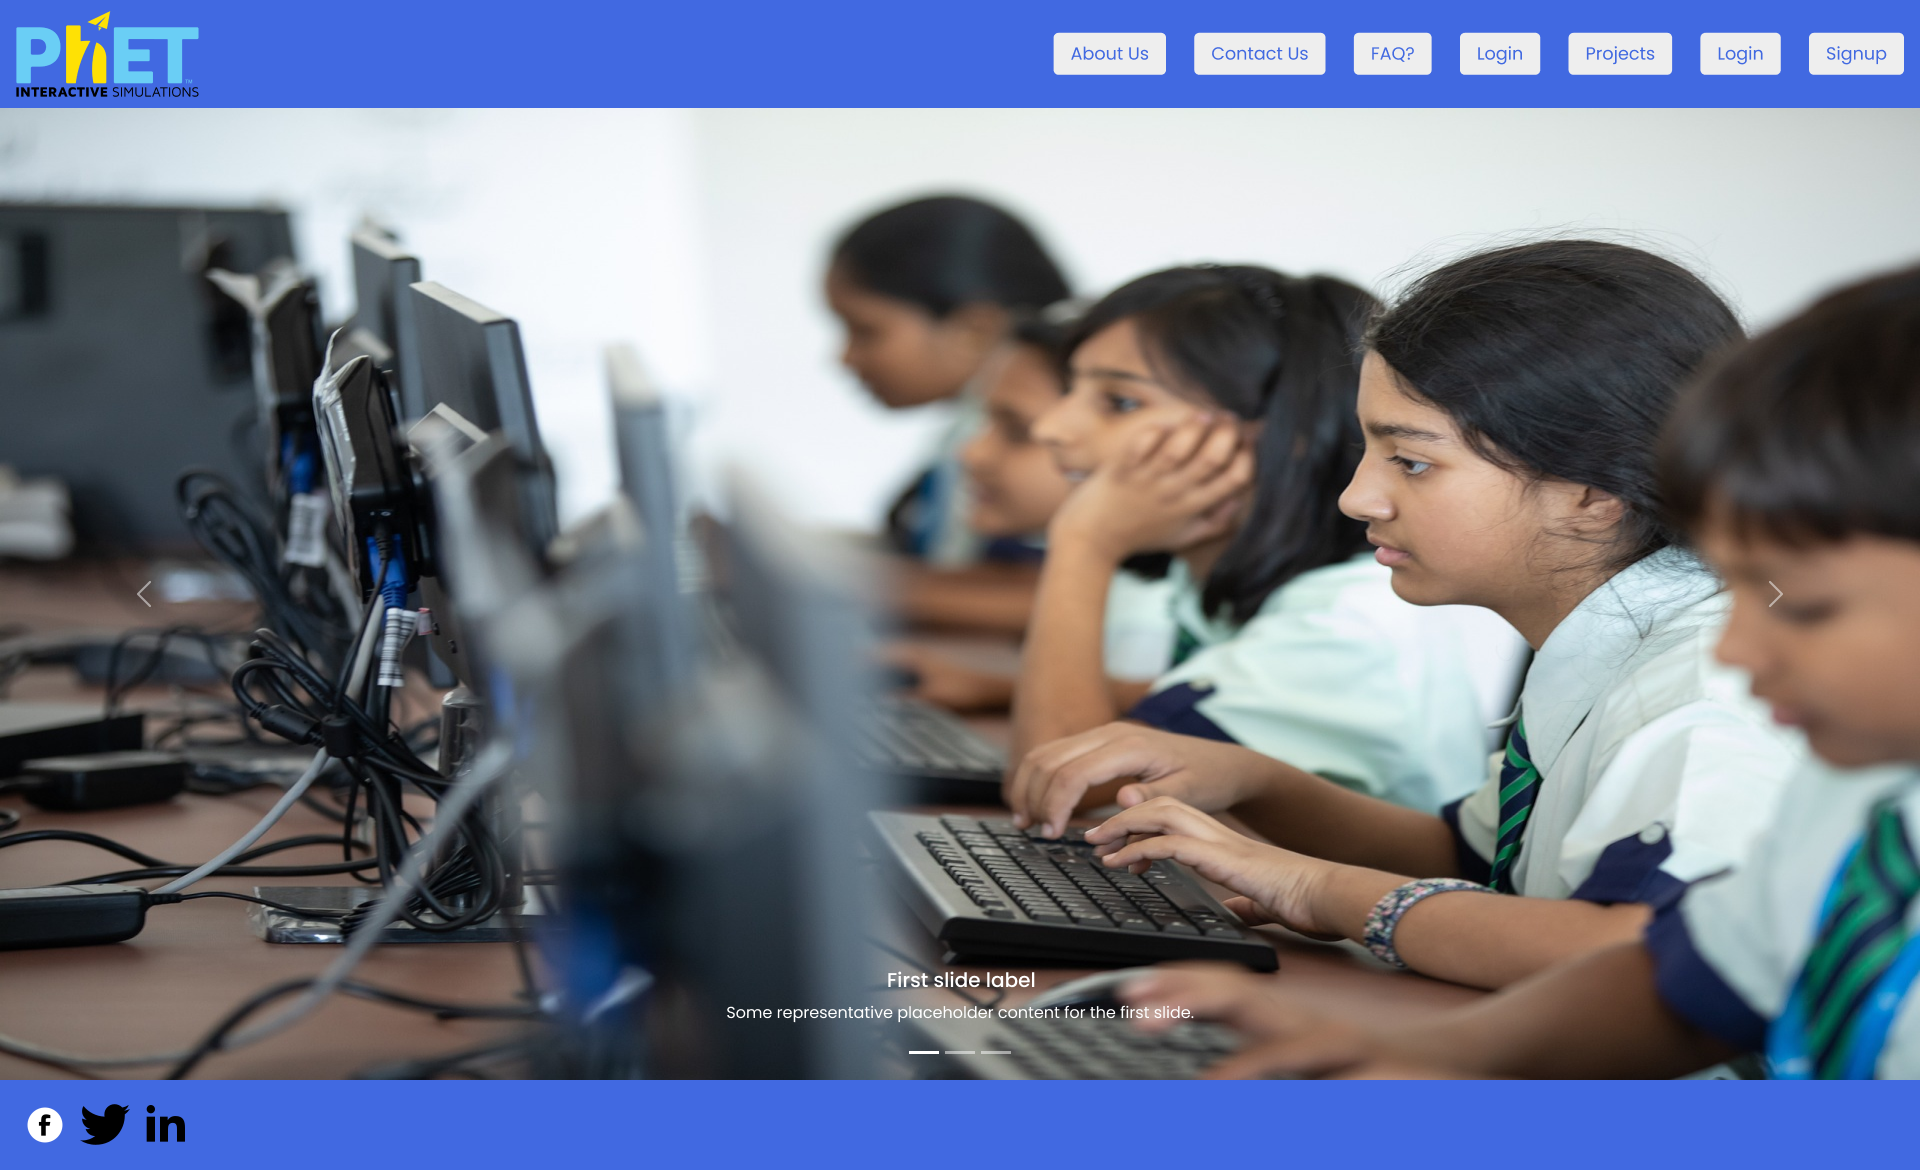 PhET
TM
INTERACTIVE SIMULATIONS
About Us
Contact Us
FAQ?
Login
Projects
Login
Signup
First slide label
Some representative placeholder content for the first slide.